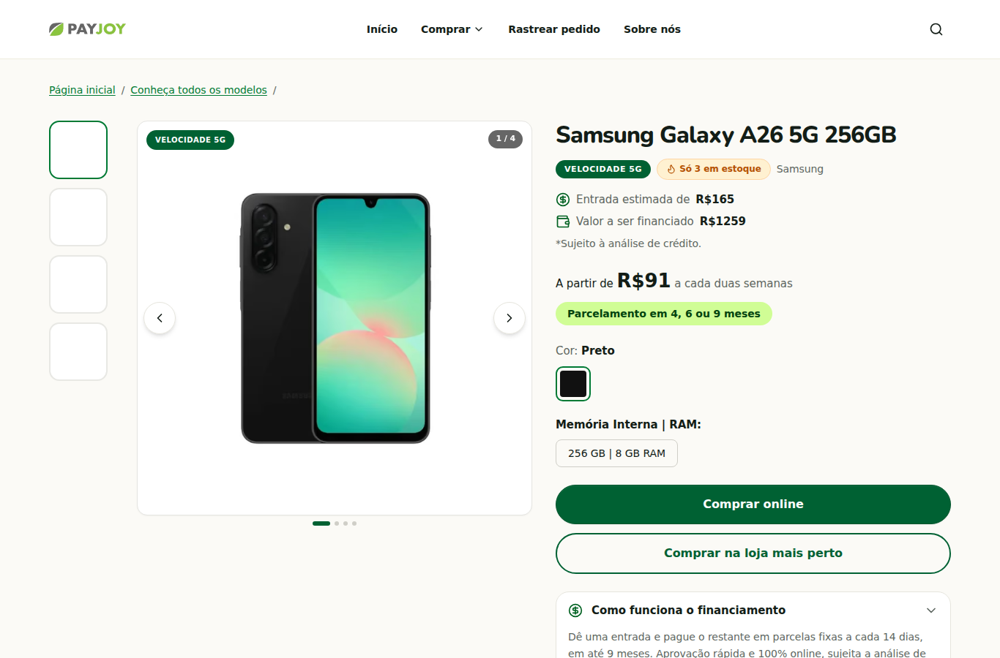 PAYJOY
Início
Comprar
Rastrear pedido
Sobre nós
Página inicial / Conheça todos os modelos /
VELOCIDADE 5G
1 / 4
Samsung Galaxy A26 5G 256GB
VELOCIDADE 5G
Só 3 em estoque
Samsung
Entrada estimada de R$165
Valor a ser financiado R$1259
*Sujeito à análise de crédito.
A partir de R$91 a cada duas semanas
Parcelamento em 4, 6 ou 9 meses
Cor: Preto
Memória Interna | RAM:
256 GB | 8 GB RAM
Comprar online
Comprar na loja mais perto
Como funciona o financiamento
Dê uma entrada e pague o restante em parcelas fixas a cada 14 dias,
em até 9 meses. Aprovação rápida e 100% online, sujeita a análise de